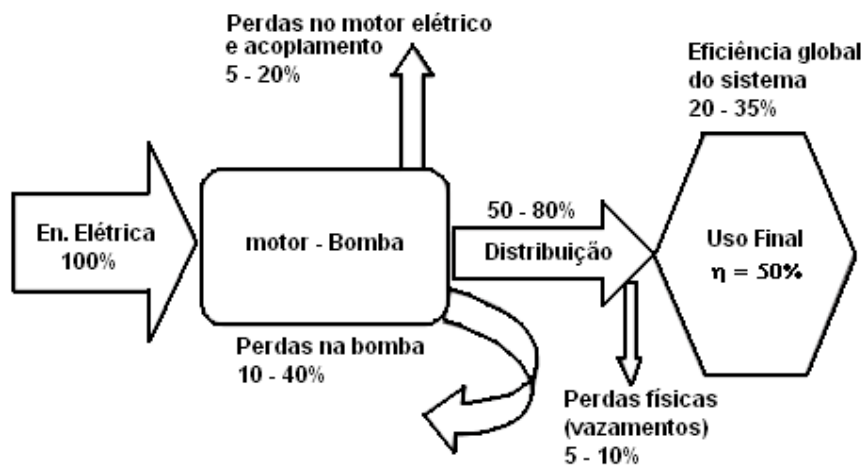 Perdas no motor elétrico
e acoplamento
5 - 20%
Eficiência global
do sistema
20 - 35%
En. Elétrica
100%
motor - Bomba
50 - 80%
Distribuição
Uso Final
η = 50%
Perdas na bomba
10 - 40%
Perdas físicas
(vazamentos)
5 - 10%